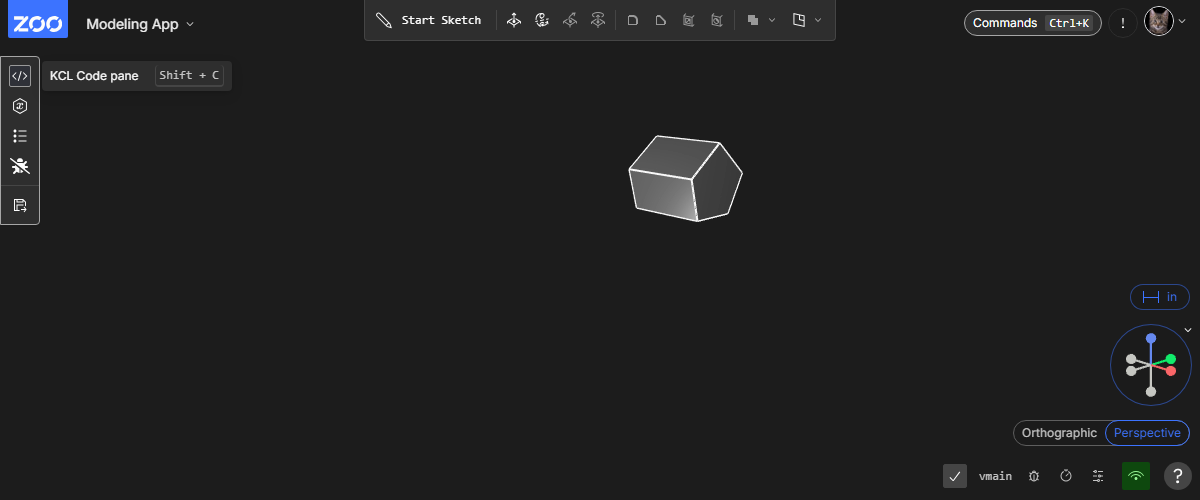 ZOO
Modeling App
Start Sketch
Commands Ctrl+K
!
KCL Code pane Shift + C
in
Orthographic Perspective
vmain
?